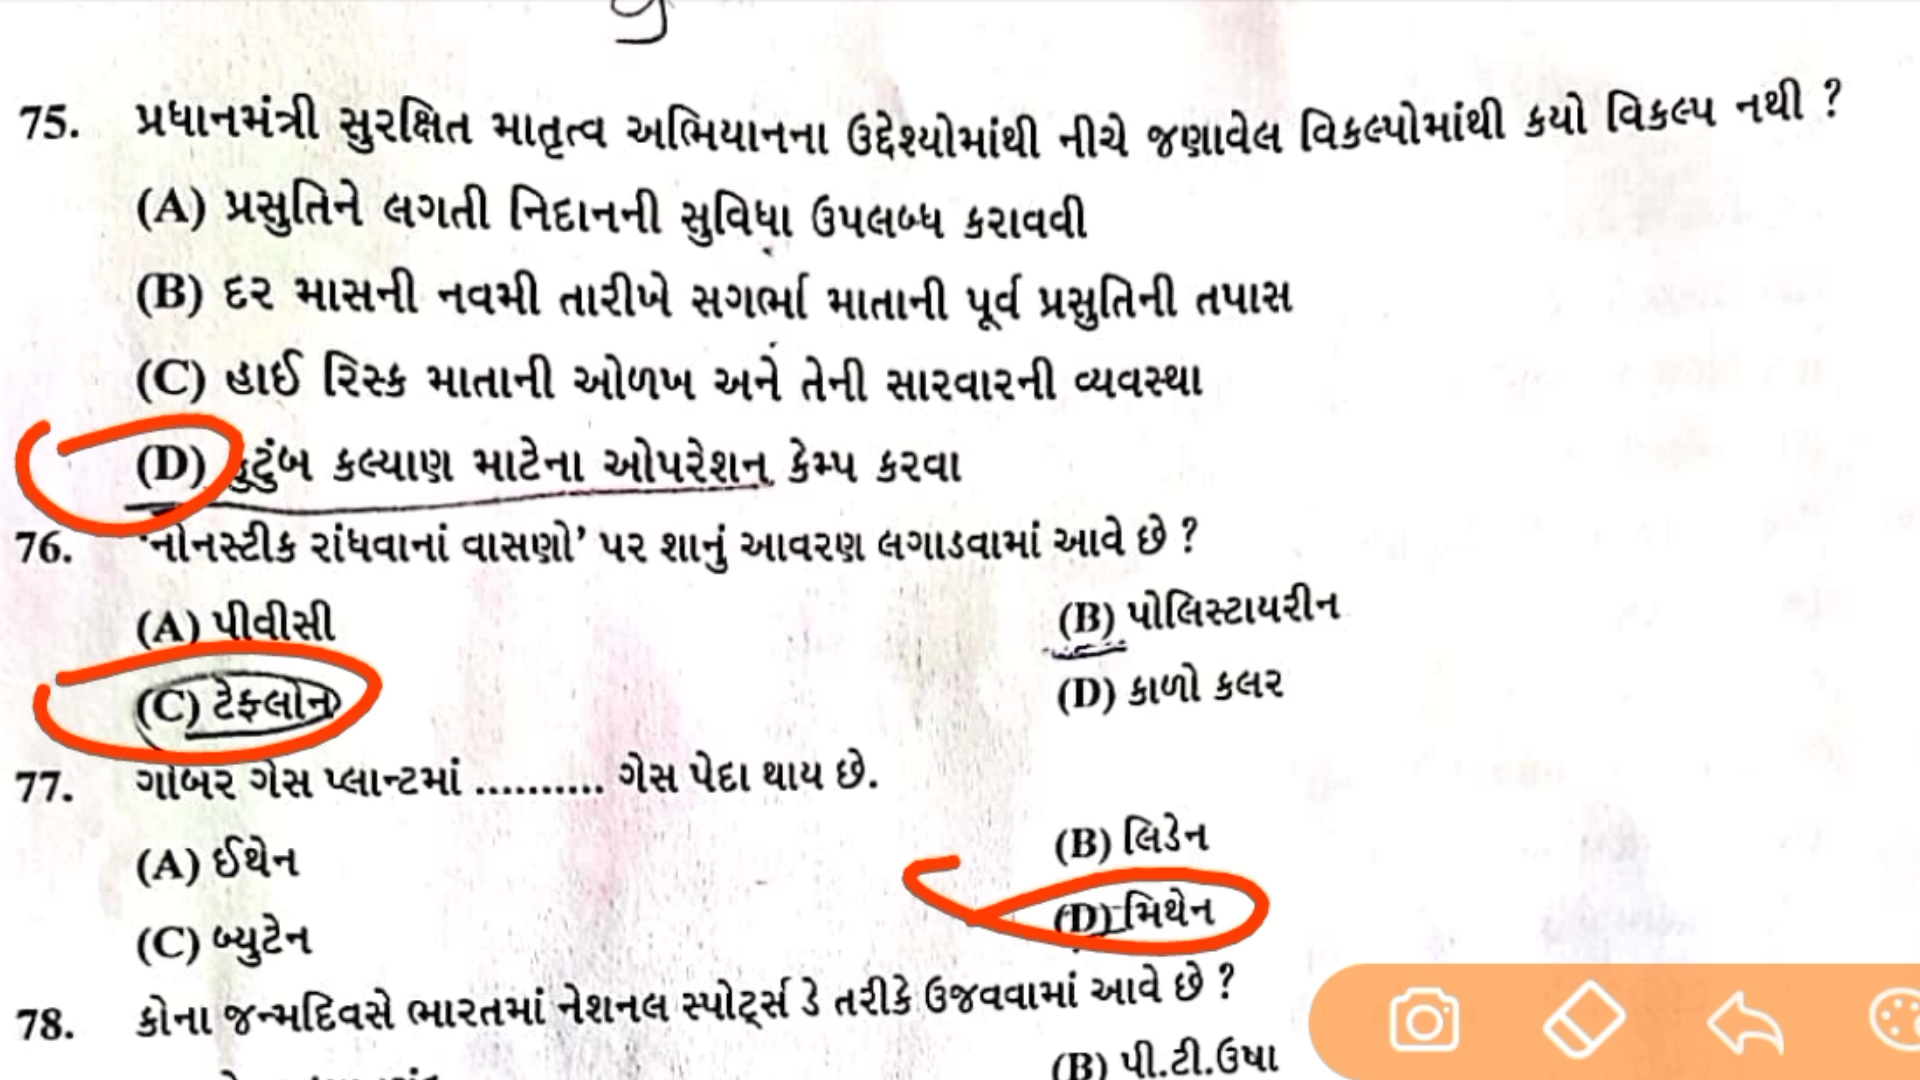 75. પ્રધાનમંત્રી સુરક્ષિત માતૃત્વ અભિયાનના ઉદ્દેશ્યોમાંથી નીચે જણાવેલ વિકલ્પોમાંથી કયો વિકલ્પ નથી ?
(A) પ્રસુતિને લગતી નિદાનની સુવિધા ઉપલબ્ધ કરાવવી
(B) દર માસની નવમી તારીખે સગર્ભા માતાની પૂર્વ પ્રસુતિની તપાસ
(C) હાઈ રિસ્ક માતાની ઓળખ અને તેની સારવારની વ્યવસ્થા
(D) કુટુંબ કલ્યાણ માટેના ઓપરેશન કેમ્પ કરવા
76. 'નોનસ્ટીક રાંધવાનાં વાસણો' પર શાનું આવરણ લગાડવામાં આવે છે ?
(A) પીવીસી (B) પોલિસ્ટાયરીન
(C) ટેફ્લોન (D) કાળો કલર
77. ગોબર ગેસ પ્લાન્ટમાં .......... ગેસ પેદા થાય છે.
(A) ઈથેન (B) લિડેન
(C) બ્યુટેન (D) મિથેન
78. કોના જન્મદિવસે ભારતમાં નેશનલ સ્પોર્ટ્સ ડે તરીકે ઉજવવામાં આવે છે ?
(B) પી.ટી.ઉષા